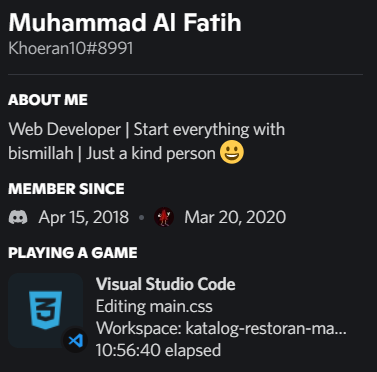 Muhammad Al Fatih
Khoeran10#8991
ABOUT ME
Web Developer | Start everything with
bismillah | Just a kind person 😀
MEMBER SINCE
Apr 15, 2018 • Mar 20, 2020
PLAYING A GAME
Visual Studio Code
Editing main.css
Workspace: katalog-restoran-ma...
10:56:40 elapsed